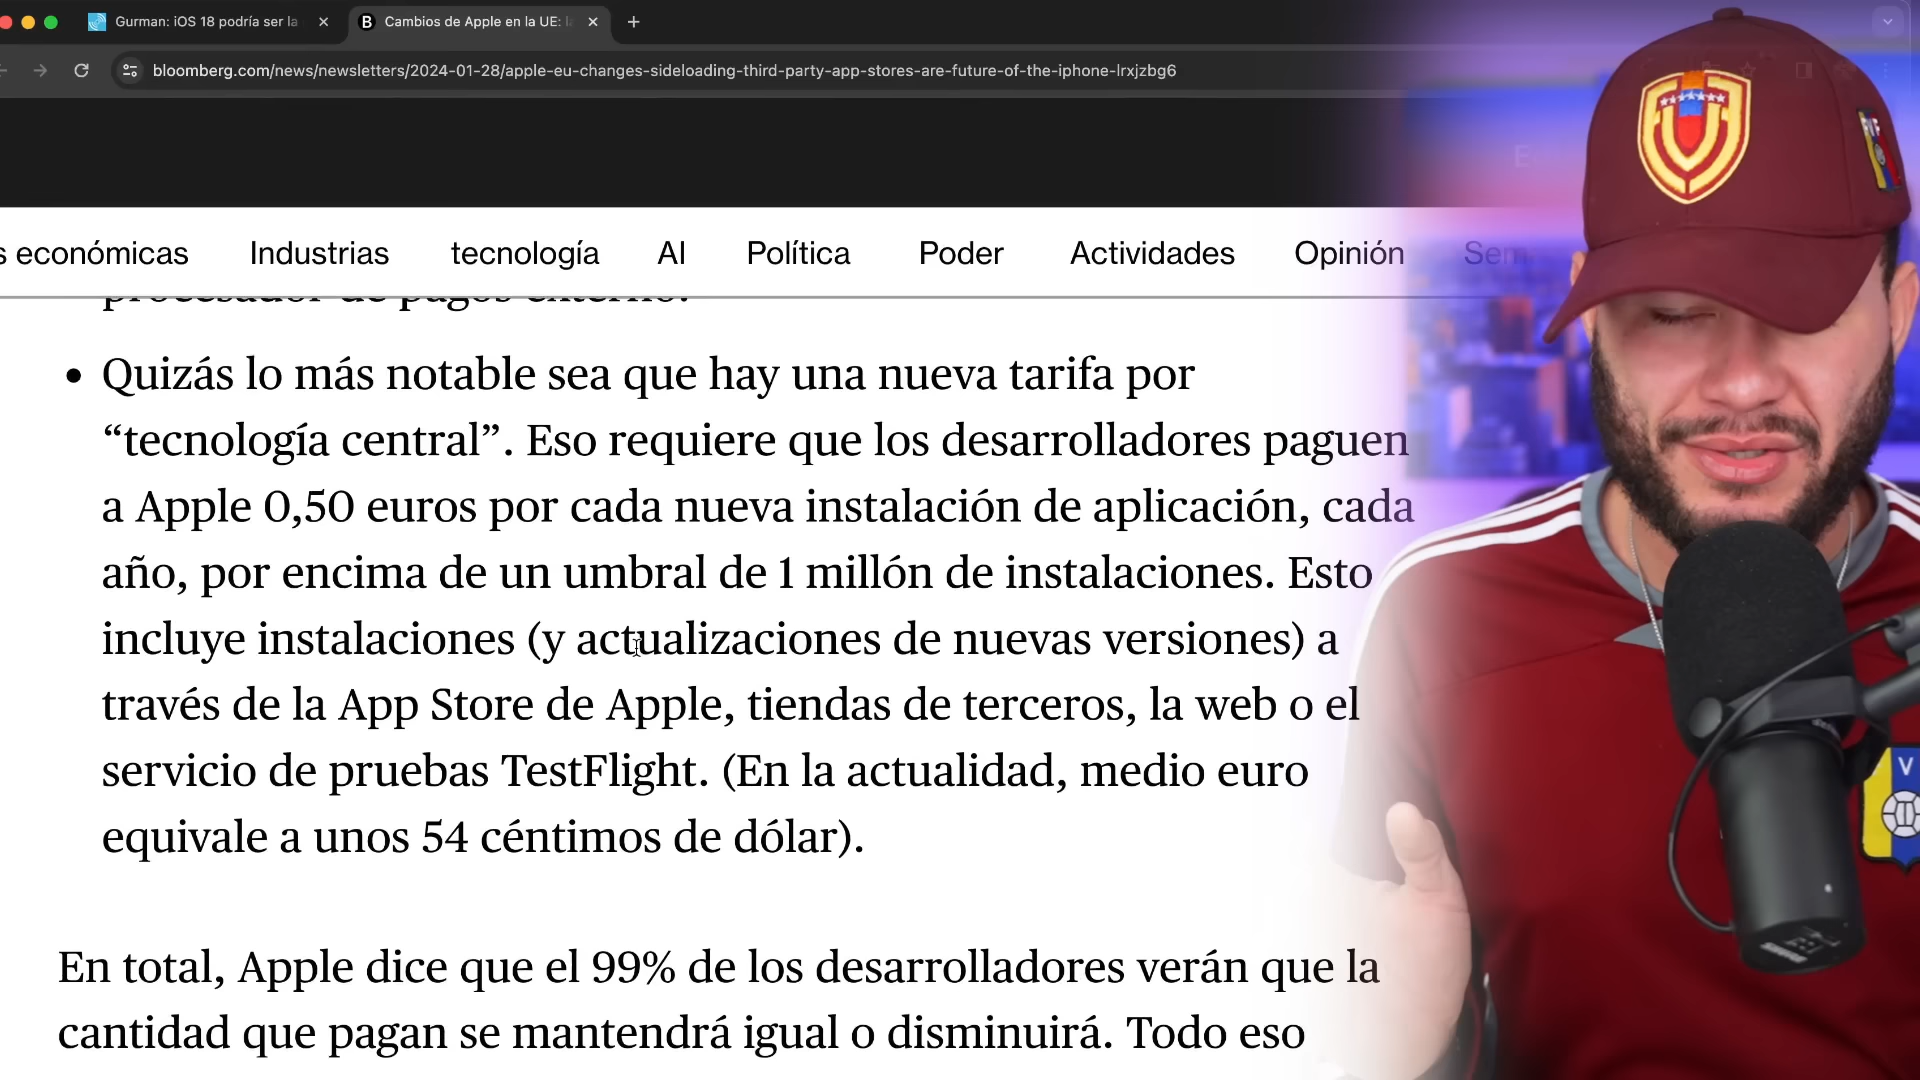 Gurman: iOS 18 podría ser la
Cambios de Apple en la UE: la
bloomberg.com/news/newsletters/2024-01-28/apple-eu-changes-sideloading-third-party-app-stores-are-future-of-the-iphone-lrxjzbg6
s económicas Industrias tecnología AI Política Poder Actividades Opinión Sem
procesador de pagos externo.
• Quizás lo más notable sea que hay una nueva tarifa por
“tecnología central”. Eso requiere que los desarrolladores paguen
a Apple 0,50 euros por cada nueva instalación de aplicación, cada
año, por encima de un umbral de 1 millón de instalaciones. Esto
incluye instalaciones (y actualizaciones de nuevas versiones) a
través de la App Store de Apple, tiendas de terceros, la web o el
servicio de pruebas TestFlight. (En la actualidad, medio euro
equivale a unos 54 céntimos de dólar).
En total, Apple dice que el 99% de los desarrolladores verán que la
cantidad que pagan se mantendrá igual o disminuirá. Todo eso
FVF
V